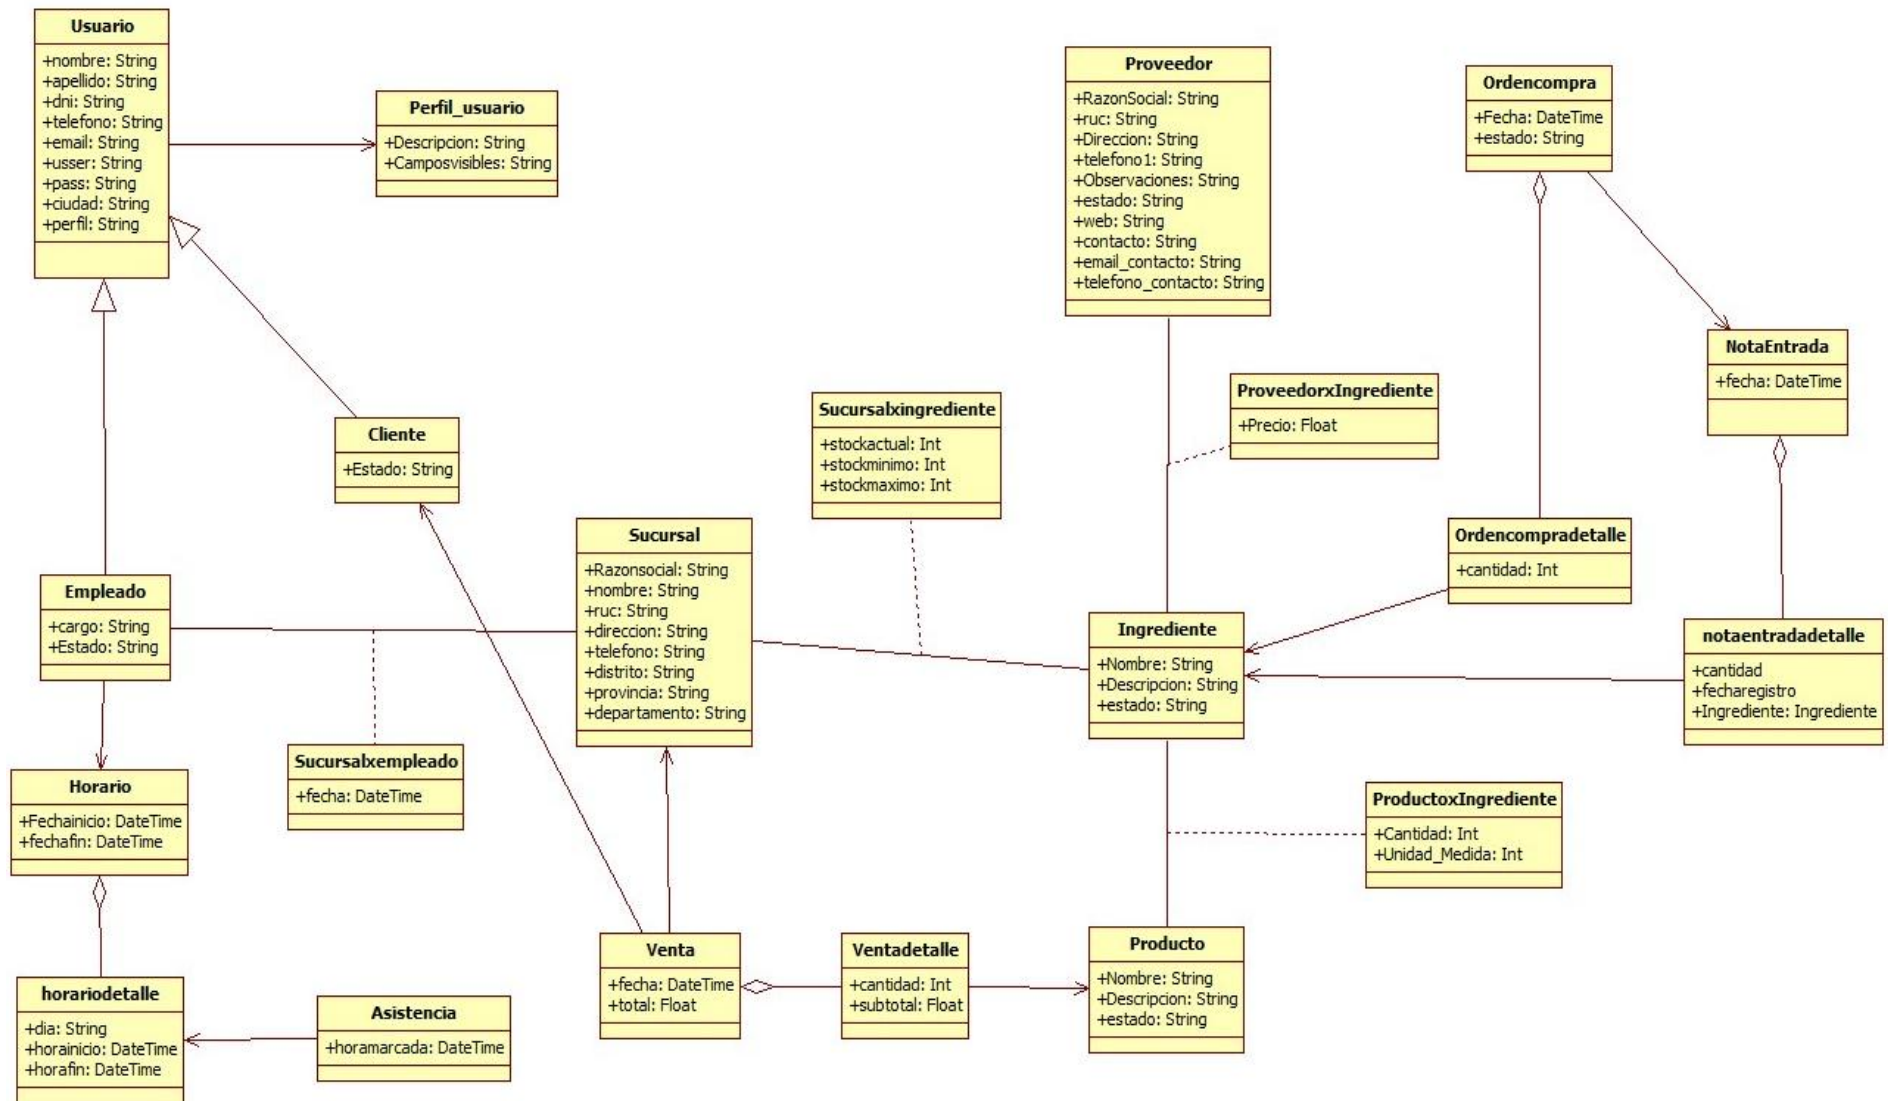 Usuario
+nombre: String
+apellido: String
+dni: String
+telefono: String
+email: String
+usser: String
+pass: String
+ciudad: String
+perfil: String
Perfil_usuario
+Descripcion: String
+Camposvisibles: String
Proveedor
+RazonSocial: String
+ruc: String
+Direccion: String
+telefono1: String
+Observaciones: String
+estado: String
+web: String
+contacto: String
+email_contacto: String
+telefono_contacto: String
Ordencompra
+Fecha: DateTime
+estado: String
NotaEntrada
+fecha: DateTime
ProveedorxIngrediente
+Precio: Float
Sucursalxingrediente
+stockactual: Int
+stockminimo: Int
+stockmaximo: Int
Cliente
+Estado: String
Sucursal
+Razonsocial: String
+nombre: String
+ruc: String
+direccion: String
+telefono: String
+distrito: String
+provincia: String
+departamento: String
Ordencompradetalle
+cantidad: Int
Empleado
+cargo: String
+Estado: String
Ingrediente
+Nombre: String
+Descripcion: String
+estado: String
notaentradadetalle
+cantidad
+fecharegistro
+Ingrediente: Ingrediente
Sucursalxempleado
+fecha: DateTime
Horario
+Fechainicio: DateTime
+fechafin: DateTime
ProductoxIngrediente
+Cantidad: Int
+Unidad_Medida: Int
Venta
+fecha: DateTime
+total: Float
Ventadetalle
+cantidad: Int
+subtotal: Float
Producto
+Nombre: String
+Descripcion: String
+estado: String
horariodetalle
+dia: String
+horainicio: DateTime
+horafin: DateTime
Asistencia
+horamarcada: DateTime